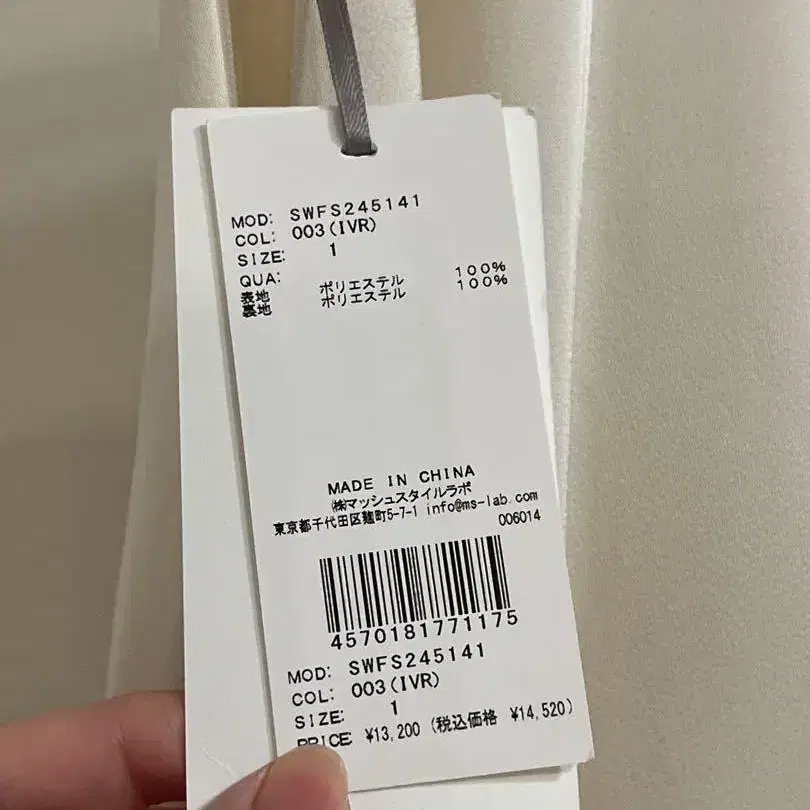 MOD: SWFS245141
COL: 003(IVR)
SIZE: 1
QUA:
表地 ポリエステル 100%
裏地 ポリエステル 100%
MADE IN CHINA
㈱マッシュスタイルラボ
東京都千代田区麹町5-7-1 info@ms-lab.com
006014
4570181771175
MOD: SWFS245141
COL: 003(IVR)
SIZE: 1
PRICE: ¥13,200 (税込価格 ¥14,520)